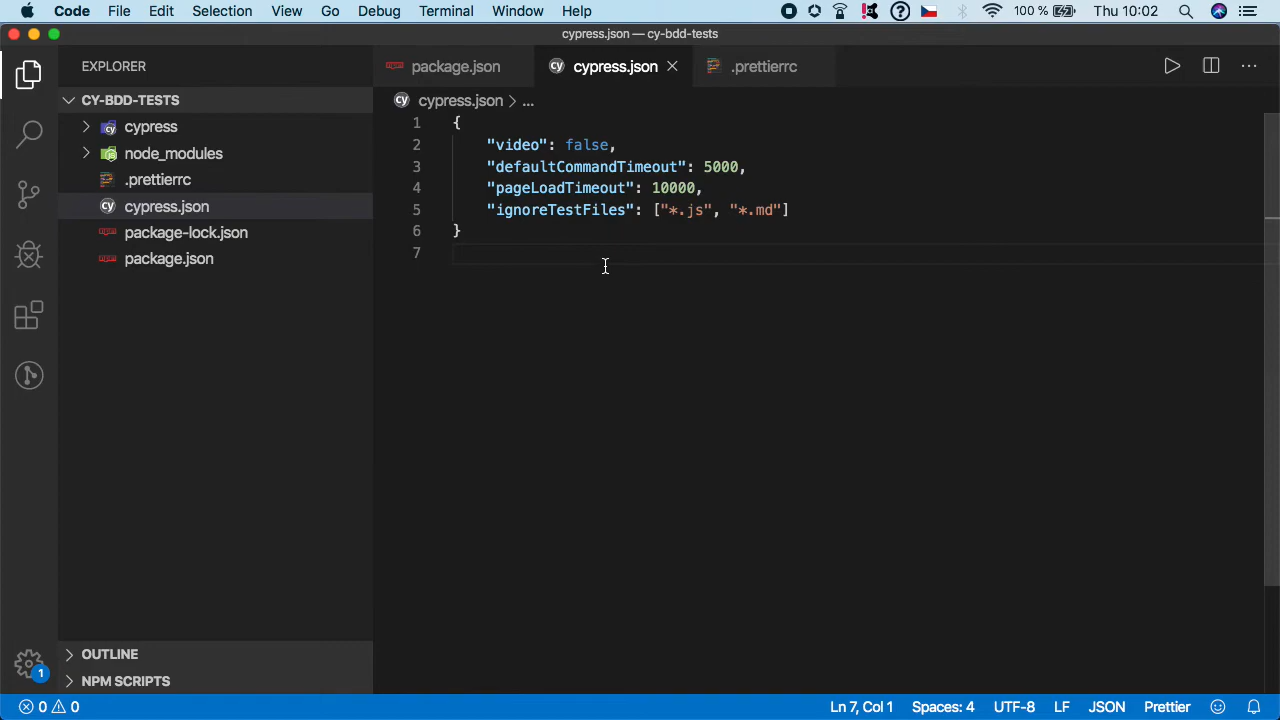 Code File Edit Selection View Go Debug Terminal Window Help 100 % Thu 10:02
cypress.json — cy-bdd-tests
EXPLORER
CY-BDD-TESTS
cypress
node_modules
.prettierrc
cypress.json
package-lock.json
package.json
OUTLINE
NPM SCRIPTS
package.json cypress.json .prettierrc
cypress.json > ...
1 {
2 "video": false,
3 "defaultCommandTimeout": 5000,
4 "pageLoadTimeout": 10000,
5 "ignoreTestFiles": ["*.js", "*.md"]
6 }
7
1
0 0 Ln 7, Col 1 Spaces: 4 UTF-8 LF JSON Prettier